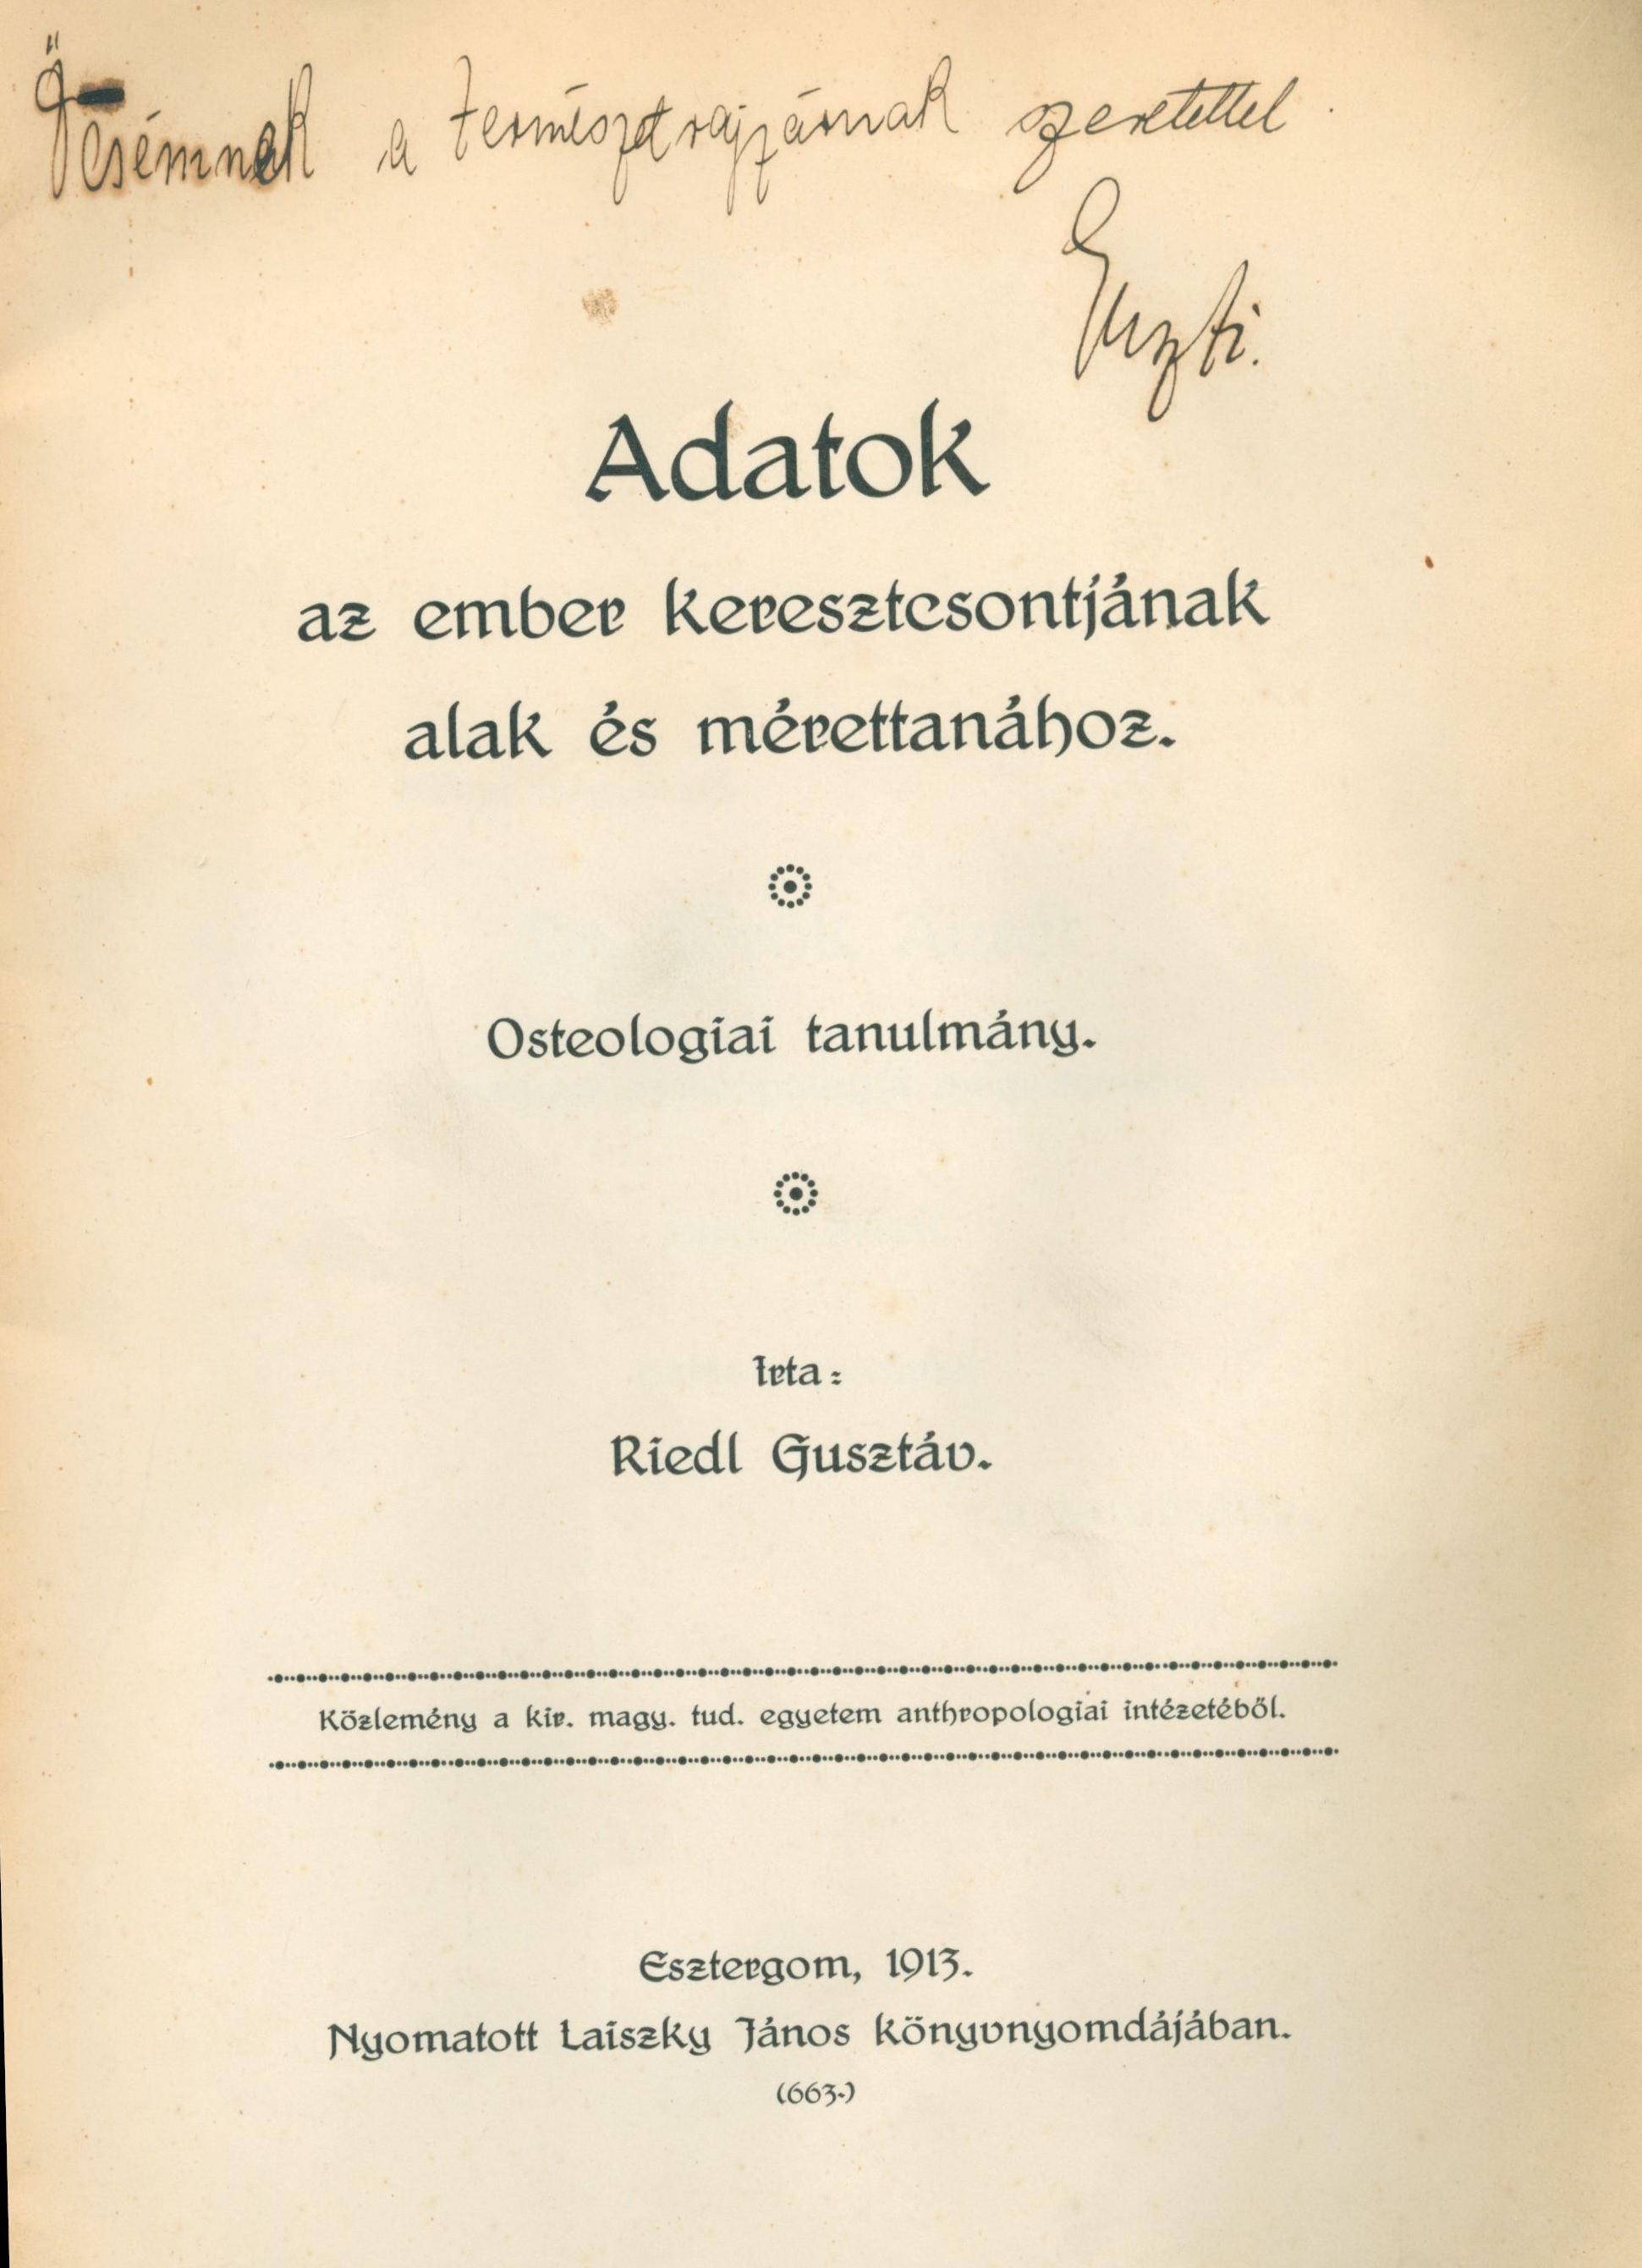 Öcsémnek a természetrajzárnak szeretettel
Guszti.
Adatok
az ember keresztcsontjának
alak és mérettanához.
Osteologiai tanulmány.
Irta:
Riedl Gusztáv.
Közlemény a kir. magy. tud. egyetem anthropologiai intézetéből.
Esztergom, 1913.
Nyomatott Laiszky János könyvnyomdájában.
(663.)